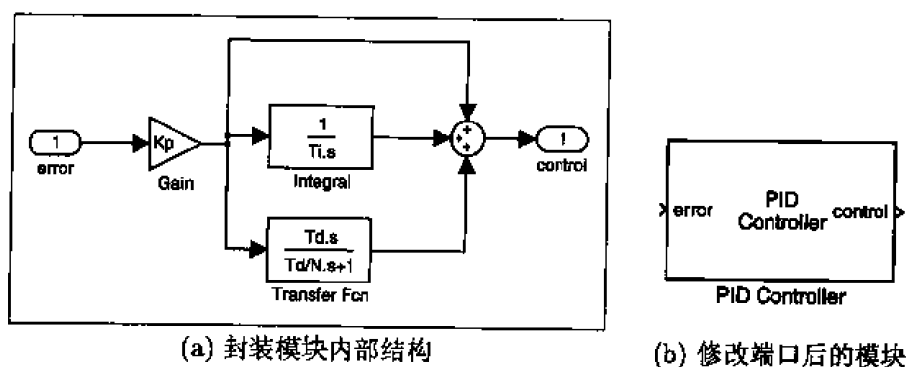 1
error
Kp
Gain
1
Ti.s
Integral
Td.s
Td/N.s+1
Transfer Fcn
1
control
(a) 封装模块内部结构
error
PID
Controller
control
PID Controller
(b) 修改端口后的模块